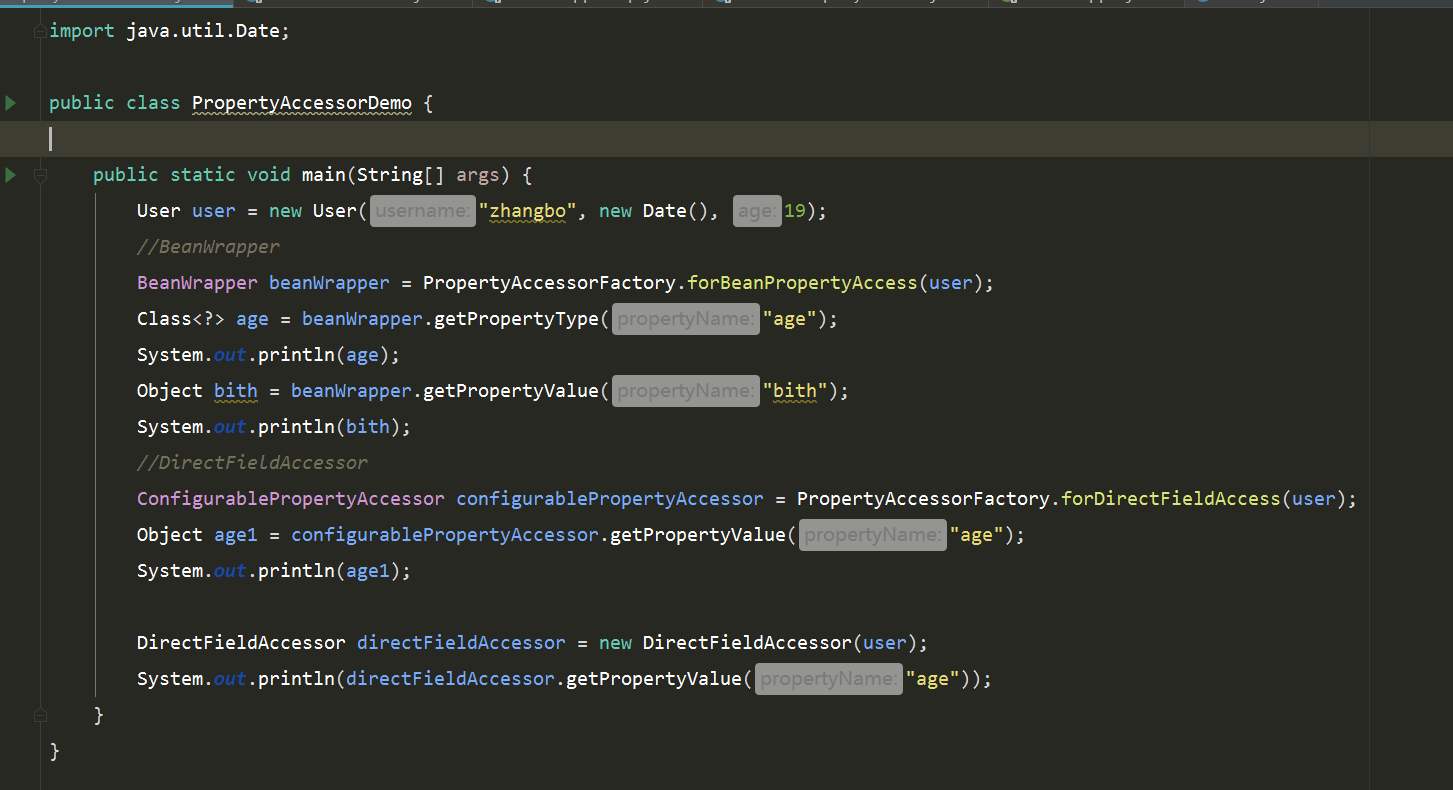 import java.util.Date;
public class PropertyAccessorDemo {
public static void main(String[] args) {
User user = new User( username: "zhangbo", new Date(), age: 19);
//BeanWrapper
BeanWrapper beanWrapper = PropertyAccessorFactory.forBeanPropertyAccess(user);
Class<?> age = beanWrapper.getPropertyType( propertyName: "age");
System.out.println(age);
Object bith = beanWrapper.getPropertyValue( propertyName: "bith");
System.out.println(bith);
//DirectFieldAccessor
ConfigurablePropertyAccessor configurablePropertyAccessor = PropertyAccessorFactory.forDirectFieldAccess(user);
Object age1 = configurablePropertyAccessor.getPropertyValue( propertyName: "age");
System.out.println(age1);
DirectFieldAccessor directFieldAccessor = new DirectFieldAccessor(user);
System.out.println(directFieldAccessor.getPropertyValue( propertyName: "age"));
}
}